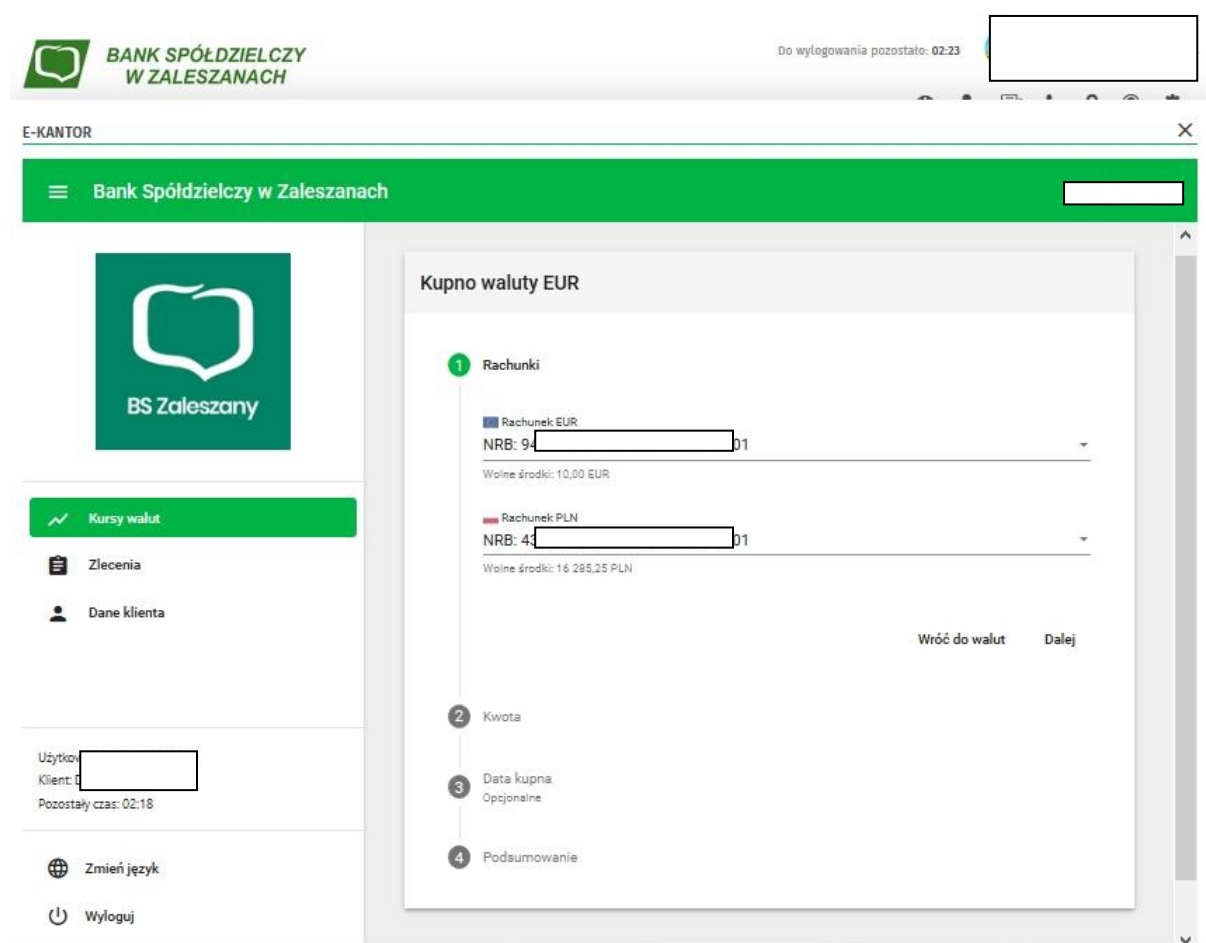 BANK SPÓŁDZIELCZY
W ZALESZANACH
Do wylogowania pozostało: 02:23
E-KANTOR
Bank Spółdzielczy w Zaleszanach
BS Zaleszany
Kursy walut
Zlecenia
Dane klienta
Klient:
Pozostały czas: 02:18
Zmień język
Wyloguj
Kupno waluty EUR
1 Rachunki
Rachunek EUR
NRB: 94 01
Wolne środki: 10,00 EUR
Rachunek PLN
NRB: 43 01
Wolne środki: 16 285,25 PLN
Wróć do walut Dalej
2 Kwota
3 Data kupna
Opcjonalne
4 Podsumowanie